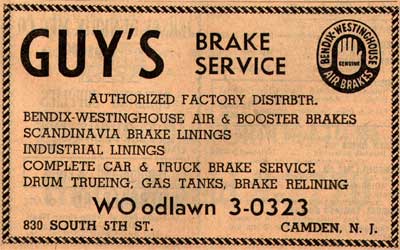 GUY'S BRAKE SERVICE
BENDIX-WESTINGHOUSE
GENUINE
AIR BRAKES
AUTHORIZED FACTORY DISTRBTR.
BENDIX-WESTINGHOUSE AIR & BOOSTER BRAKES
SCANDINAVIA BRAKE LININGS
INDUSTRIAL LININGS
COMPLETE CAR & TRUCK BRAKE SERVICE
DRUM TRUEING, GAS TANKS, BRAKE RELINING
WO odlawn 3-0323
830 SOUTH 5TH ST. CAMDEN, N. J.